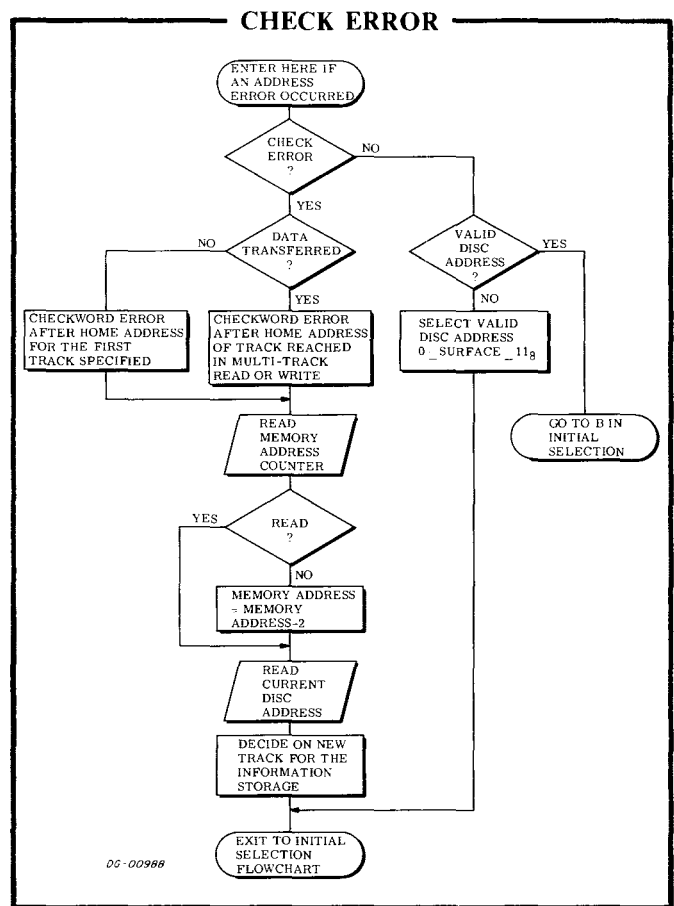 CHECK ERROR
ENTER HERE IF
AN ADDRESS
ERROR OCCURRED
CHECK
ERROR
?
NO
YES
DATA
TRANSFERRED
?
NO
YES
VALID
DISC
ADDRESS
?
YES
NO
CHECKWORD ERROR
AFTER HOME ADDRESS
FOR THE FIRST
TRACK SPECIFIED
CHECKWORD ERROR
AFTER HOME ADDRESS
OF TRACK REACHED
IN MULTI-TRACK
READ OR WRITE
SELECT VALID
DISC ADDRESS
0_SURFACE_11₈
GO TO B IN
INITIAL
SELECTION
READ
MEMORY
ADDRESS
COUNTER
READ
?
YES
NO
MEMORY ADDRESS
= MEMORY
ADDRESS-2
READ
CURRENT
DISC
ADDRESS
DECIDE ON NEW
TRACK FOR THE
INFORMATION
STORAGE
EXIT TO INITIAL
SELECTION
FLOWCHART
DG-00988